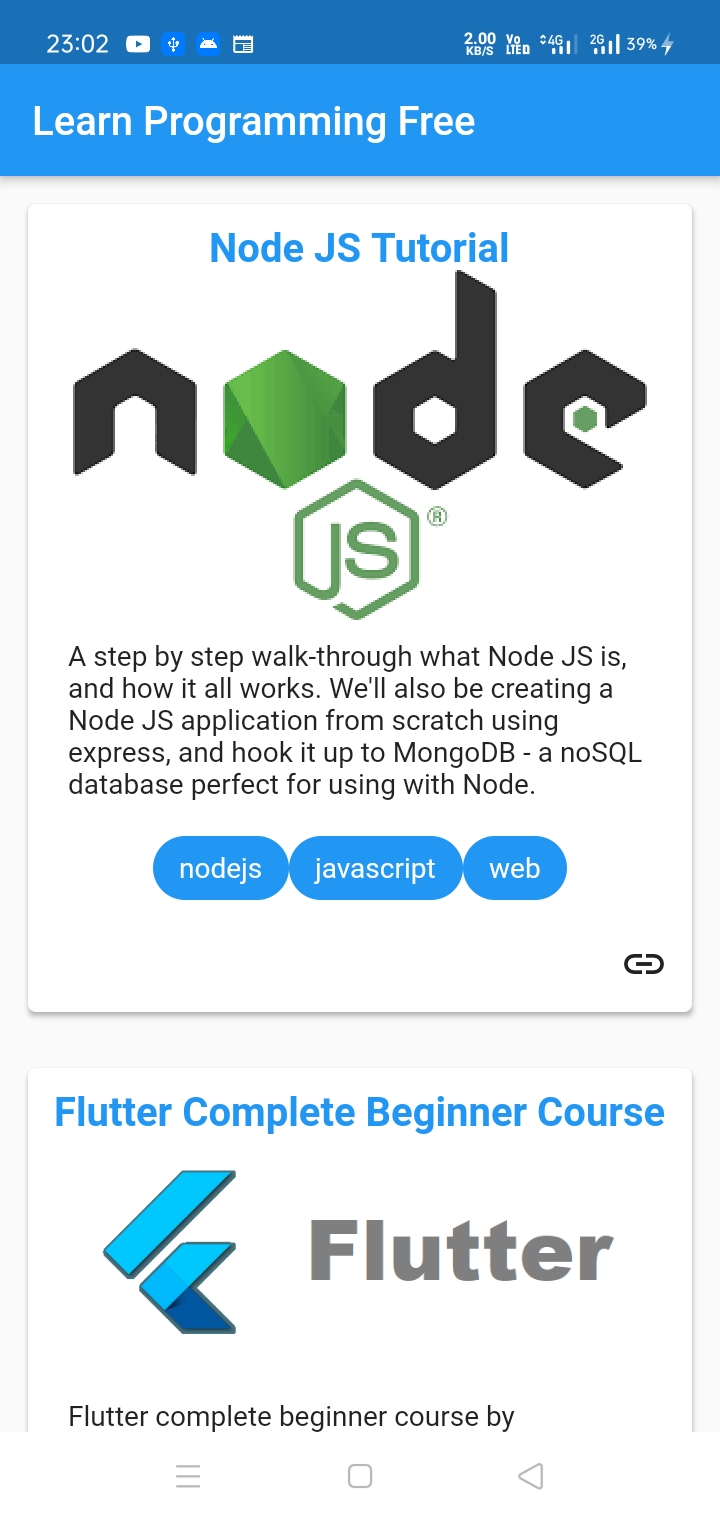 23:02
2.00 KB/S Vo LTED 4G 2G 39%
Learn Programming Free
Node JS Tutorial
node
JS ®
A step by step walk-through what Node JS is,
and how it all works. We'll also be creating a
Node JS application from scratch using
express, and hook it up to MongoDB - a noSQL
database perfect for using with Node.
nodejs javascript web
Flutter Complete Beginner Course
Flutter
Flutter complete beginner course by